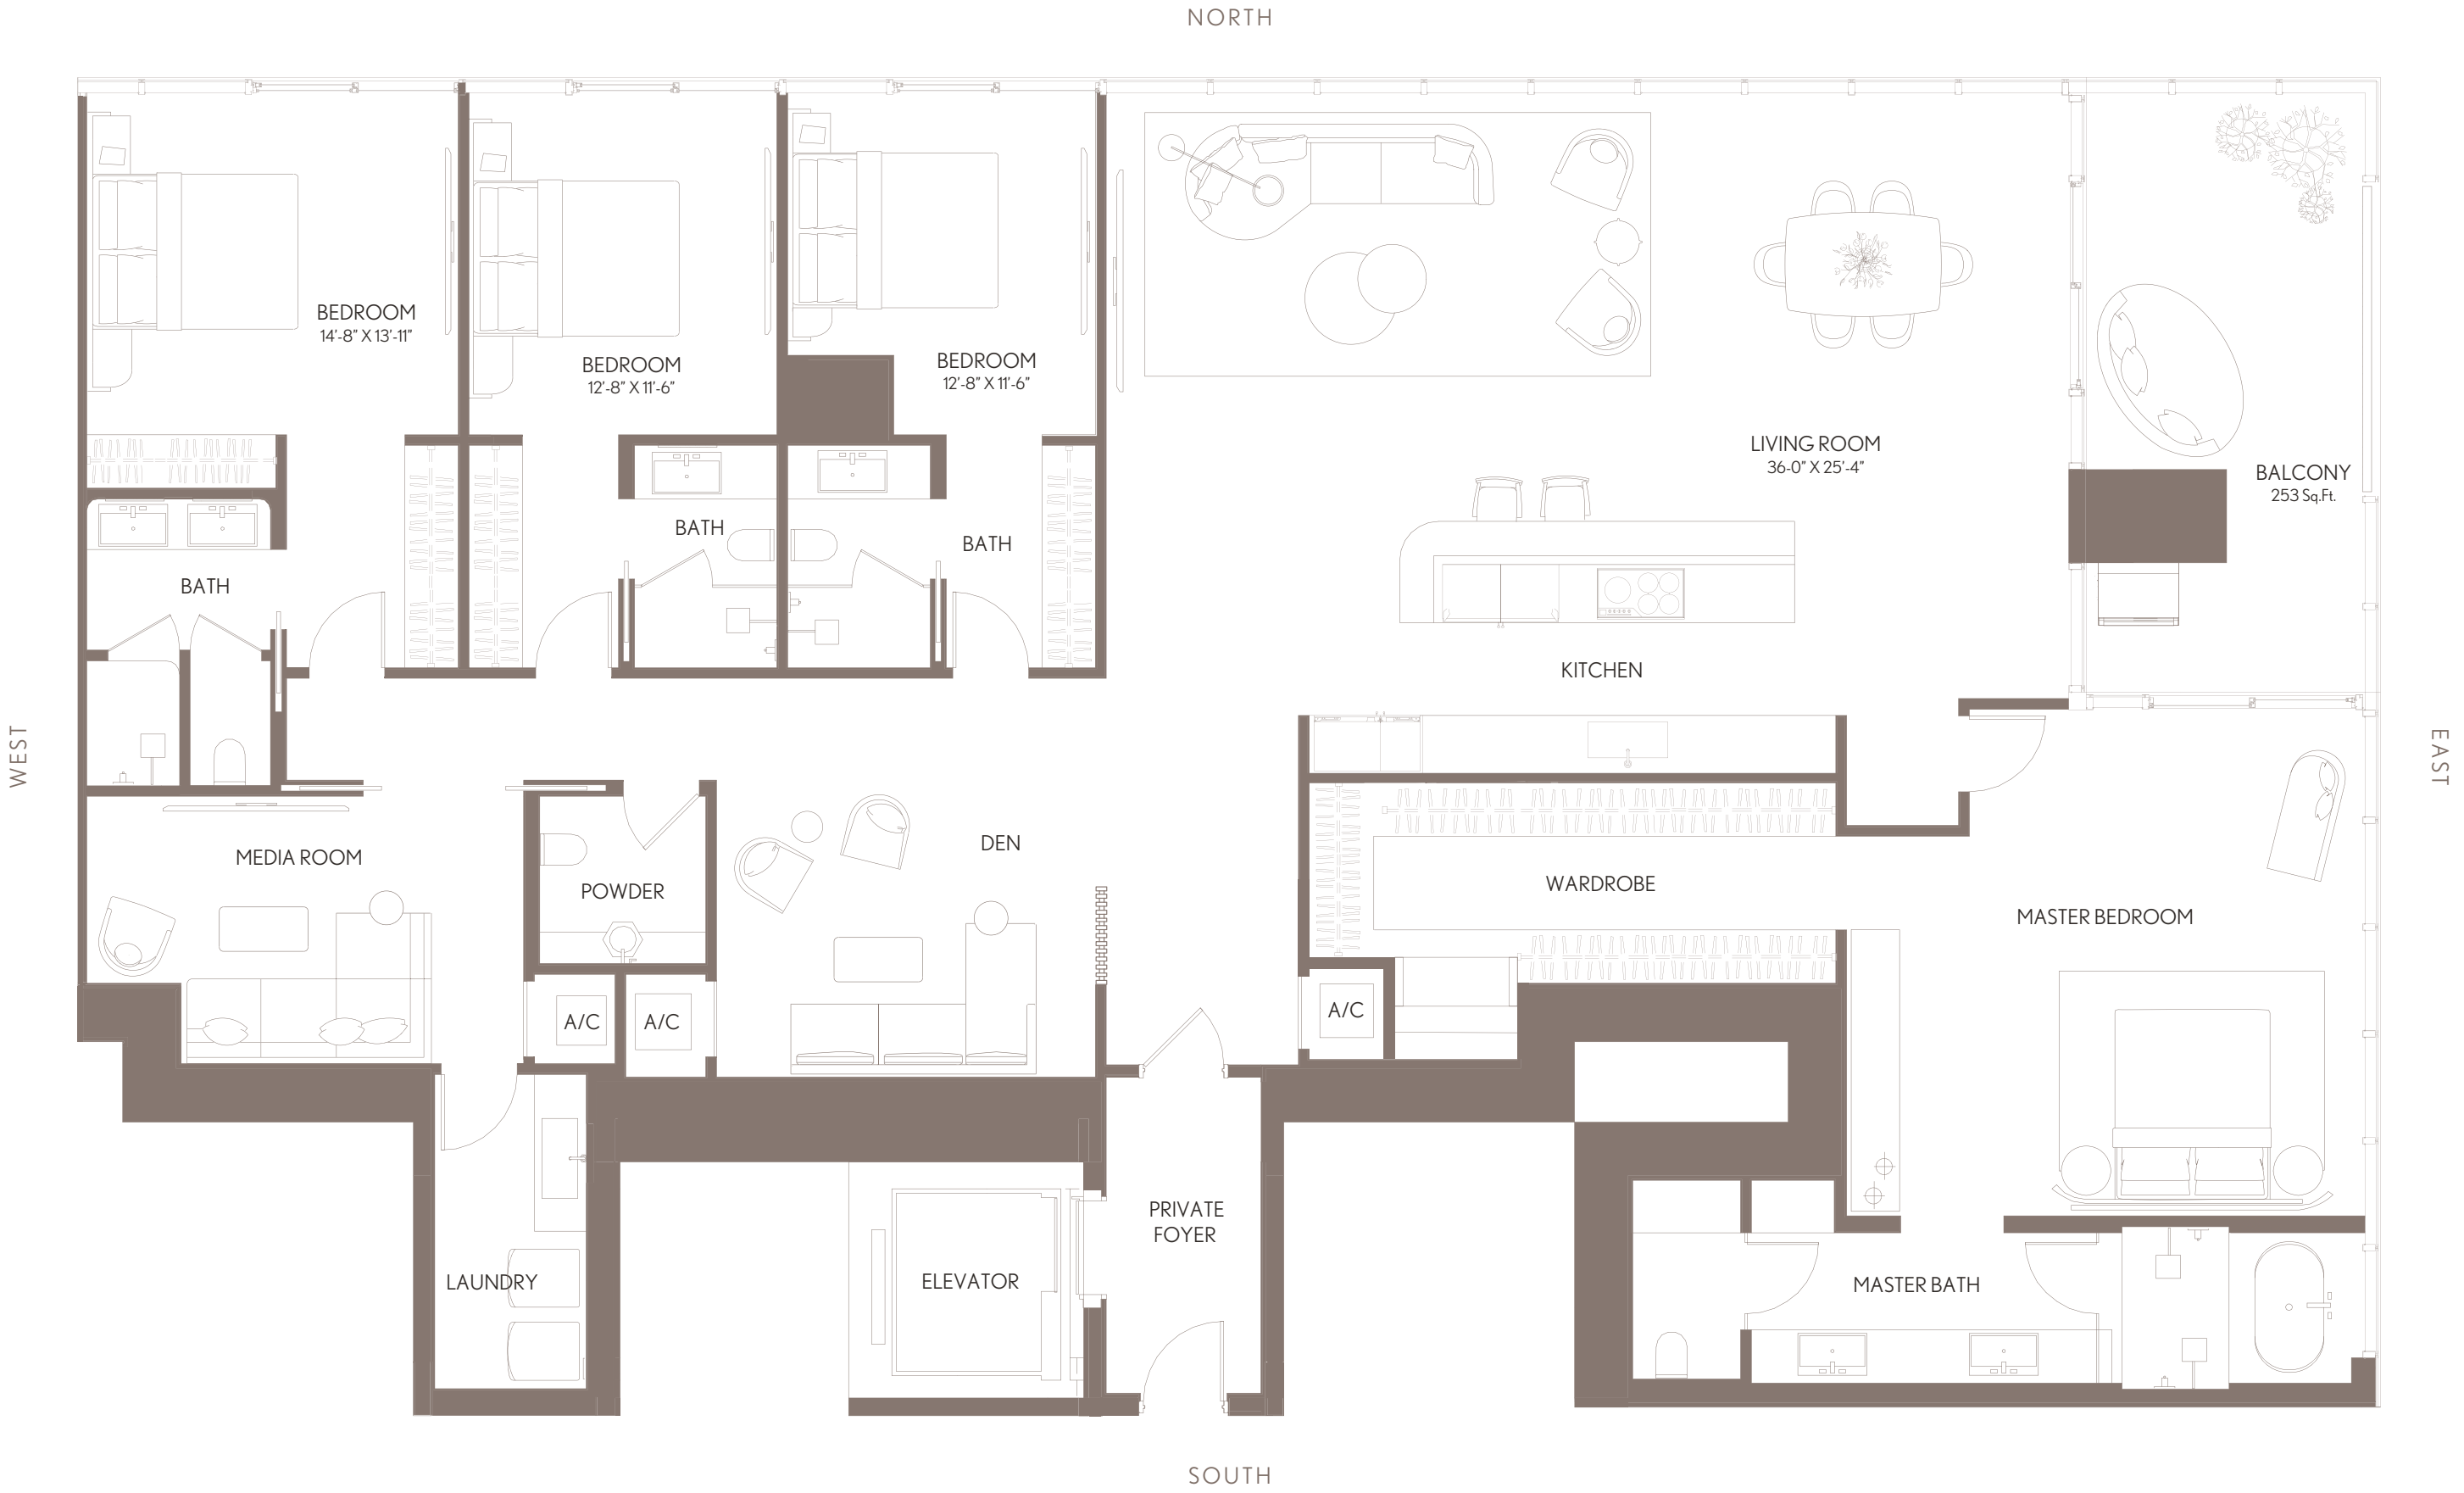 NORTH
BEDROOM
14'-8" X 13'-11"
BEDROOM
12'-8" X 11'-6"
BEDROOM
12'-8" X 11'-6"
LIVING ROOM
36-0" X 25'-4"
BALCONY
253 Sq.Ft.
BATH
BATH
BATH
KITCHEN
WEST
EAST
MEDIA ROOM
POWDER
DEN
WARDROBE
MASTER BEDROOM
A/C
A/C
A/C
PRIVATE
FOYER
LAUNDRY
ELEVATOR
MASTER BATH
SOUTH